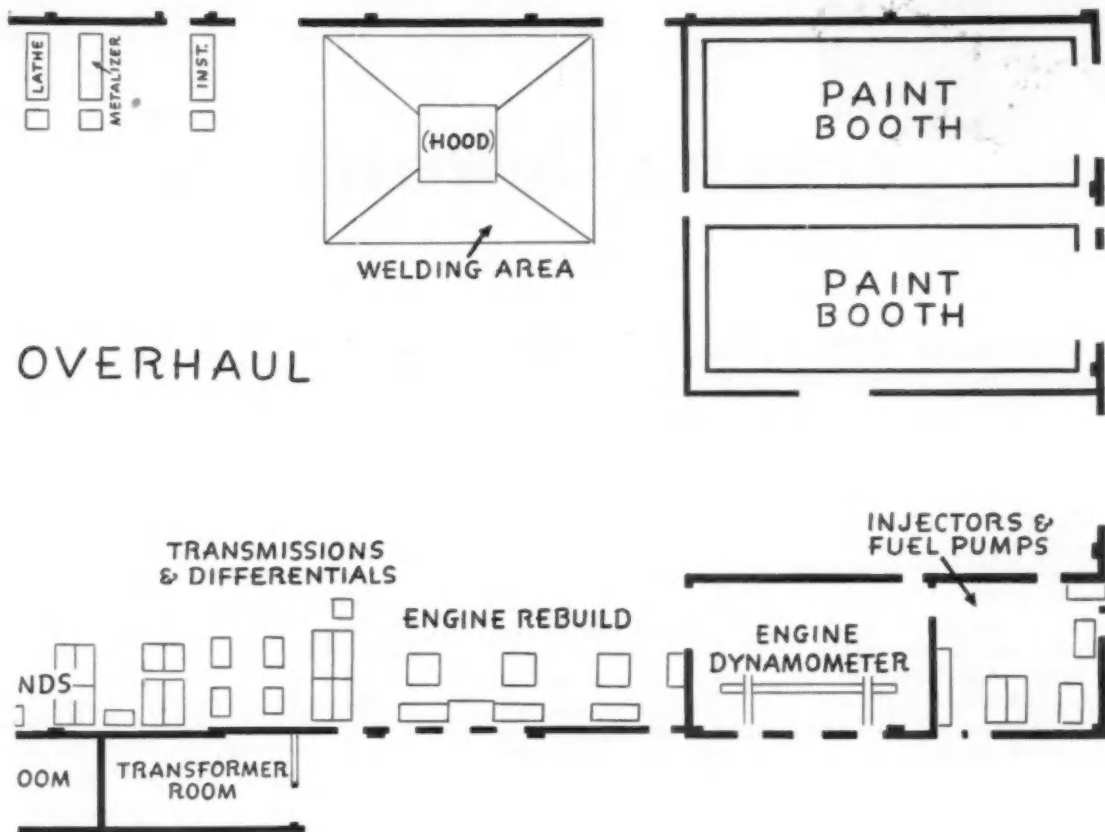 LATHE
METALIZER
INST.
(HOOD)
WELDING AREA
PAINT
BOOTH
PAINT
BOOTH
OVERHAUL
TRANSMISSIONS
& DIFFERENTIALS
ENGINE REBUILD
INJECTORS &
FUEL PUMPS
ENGINE
DYNAMOMETER
NDS
OOM
TRANSFORMER
ROOM